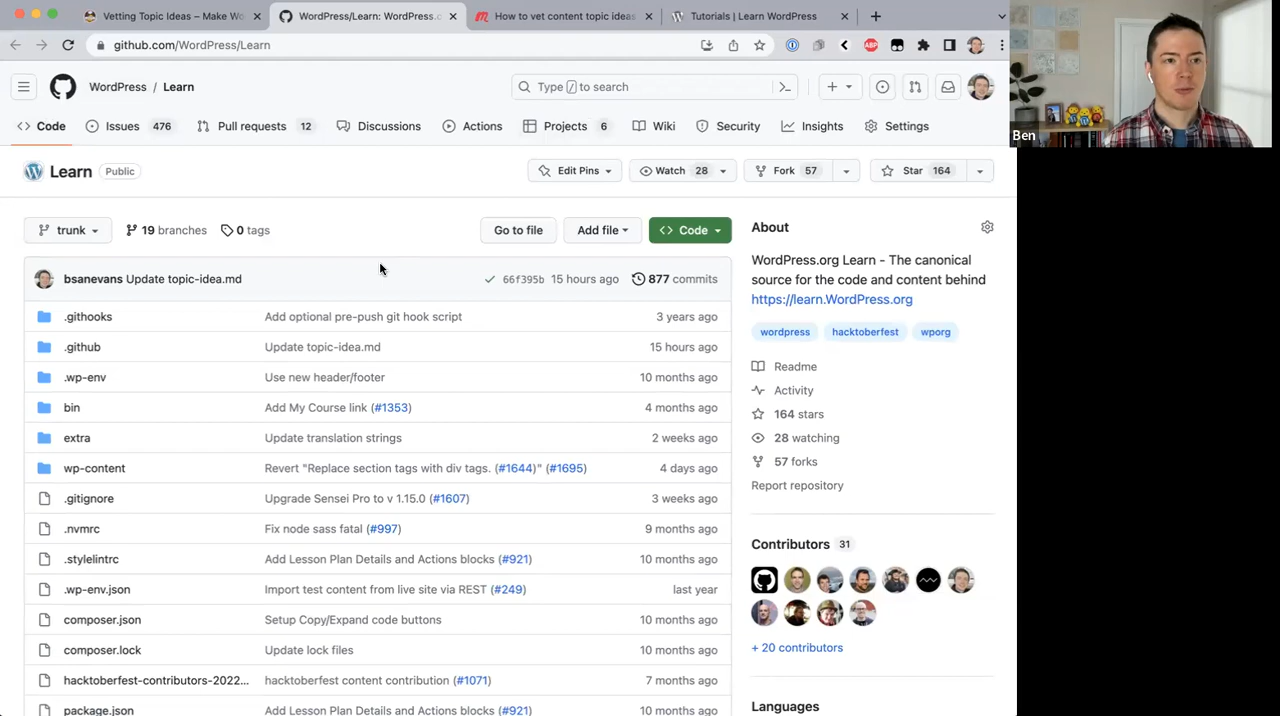 Vetting Topic Ideas – Make Wo
WordPress/Learn: WordPress.o
How to vet content topic ideas
Tutorials | Learn WordPress
github.com/WordPress/Learn
ABP
WordPress / Learn
Type / to search
Code
Issues 476
Pull requests 12
Discussions
Actions
Projects 6
Wiki
Security
Insights
Settings
Ben
Learn Public
Edit Pins
Watch 28
Fork 57
Star 164
trunk
19 branches
0 tags
Go to file
Add file
Code
bsanevans Update topic-idea.md 66f395b 15 hours ago 877 commits
.githooks Add optional pre-push git hook script 3 years ago
.github Update topic-idea.md 15 hours ago
.wp-env Use new header/footer 10 months ago
bin Add My Course link (#1353) 4 months ago
extra Update translation strings 2 weeks ago
wp-content Revert "Replace section tags with div tags. (#1644)" (#1695) 4 days ago
.gitignore Upgrade Sensei Pro to v 1.15.0 (#1607) 3 weeks ago
.nvmrc Fix node sass fatal (#997) 9 months ago
.stylelintrc Add Lesson Plan Details and Actions blocks (#921) 10 months ago
.wp-env.json Import test content from live site via REST (#249) last year
composer.json Setup Copy/Expand code buttons 10 months ago
composer.lock Update lock files 10 months ago
hacktoberfest-contributors-2022... hacktoberfest content contribution (#1071) 7 months ago
package.json Add Lesson Plan Details and Actions blocks (#921) 10 months ago
About
WordPress.org Learn - The canonical
source for the code and content behind
https://learn.WordPress.org
wordpress
hacktoberfest
wporg
Readme
Activity
164 stars
28 watching
57 forks
Report repository
Contributors 31
+ 20 contributors
Languages